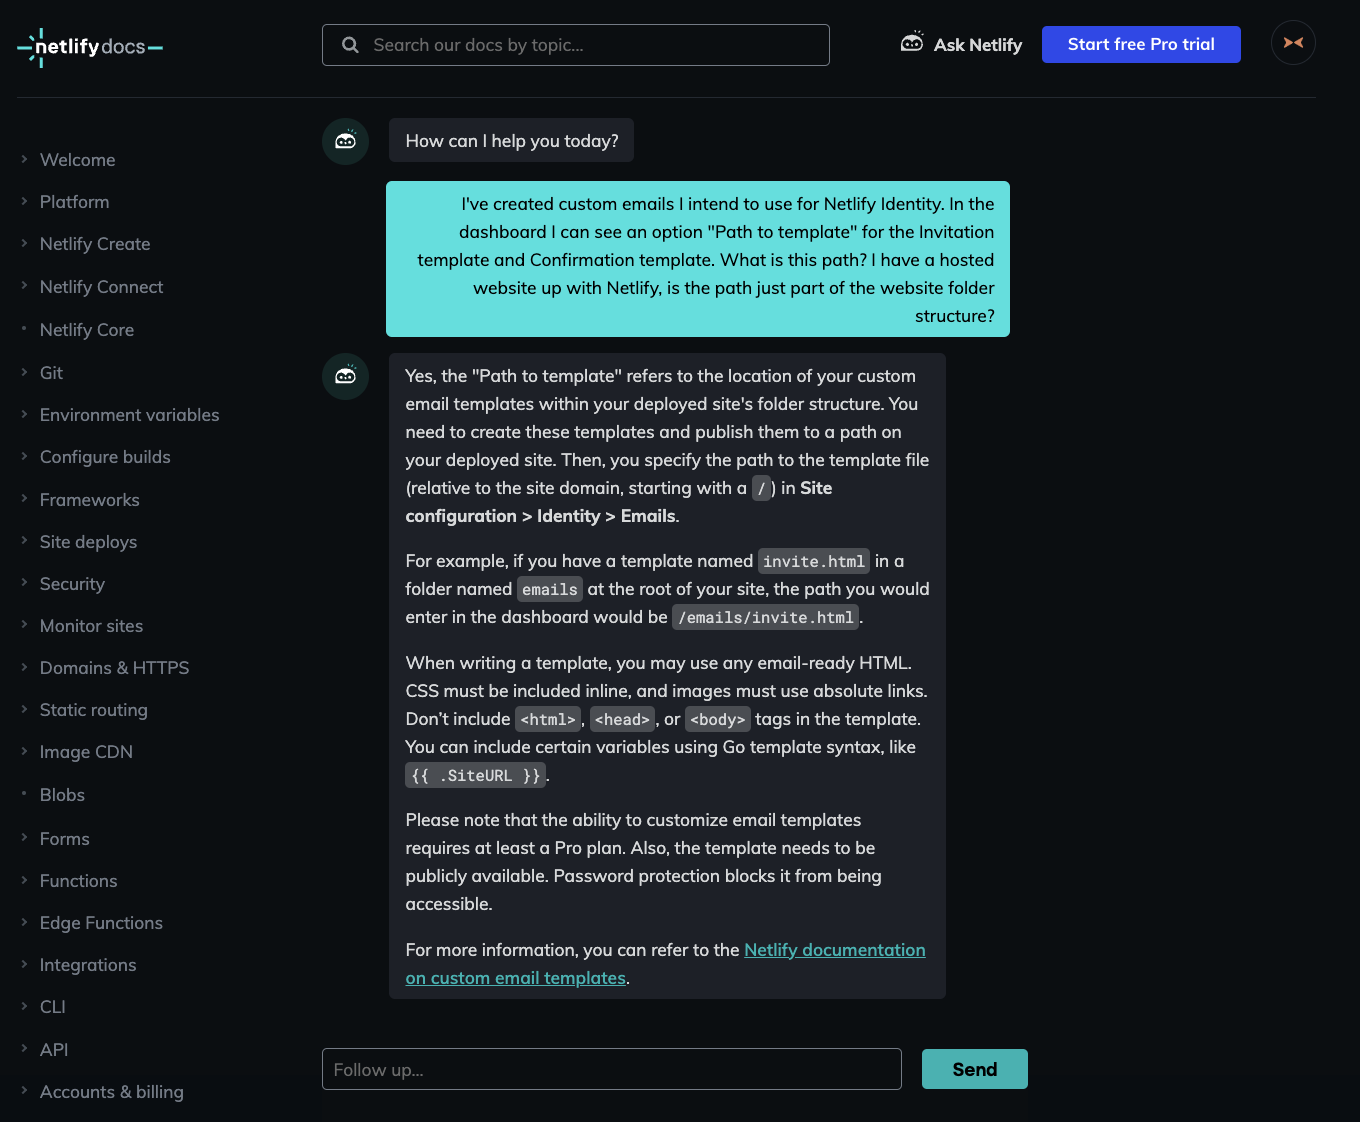 netlify docs
Search our docs by topic...
Ask Netlify
Start free Pro trial
Welcome
Platform
Netlify Create
Netlify Connect
Netlify Core
Git
Environment variables
Configure builds
Frameworks
Site deploys
Security
Monitor sites
Domains & HTTPS
Static routing
Image CDN
Blobs
Forms
Functions
Edge Functions
Integrations
CLI
API
Accounts & billing
How can I help you today?
I've created custom emails I intend to use for Netlify Identity. In the
dashboard I can see an option "Path to template" for the Invitation
template and Confirmation template. What is this path? I have a hosted
website up with Netlify, is the path just part of the website folder
structure?
Yes, the "Path to template" refers to the location of your custom
email templates within your deployed site's folder structure. You
need to create these templates and publish them to a path on
your deployed site. Then, you specify the path to the template file
(relative to the site domain, starting with a /) in Site
configuration > Identity > Emails.
For example, if you have a template named invite.html in a
folder named emails at the root of your site, the path you would
enter in the dashboard would be /emails/invite.html.
When writing a template, you may use any email-ready HTML.
CSS must be included inline, and images must use absolute links.
Don't include <html>, <head>, or <body> tags in the template.
You can include certain variables using Go template syntax, like
{{ .SiteURL }}.
Please note that the ability to customize email templates
requires at least a Pro plan. Also, the template needs to be
publicly available. Password protection blocks it from being
accessible.
For more information, you can refer to the Netlify documentation
on custom email templates.
Follow up...
Send